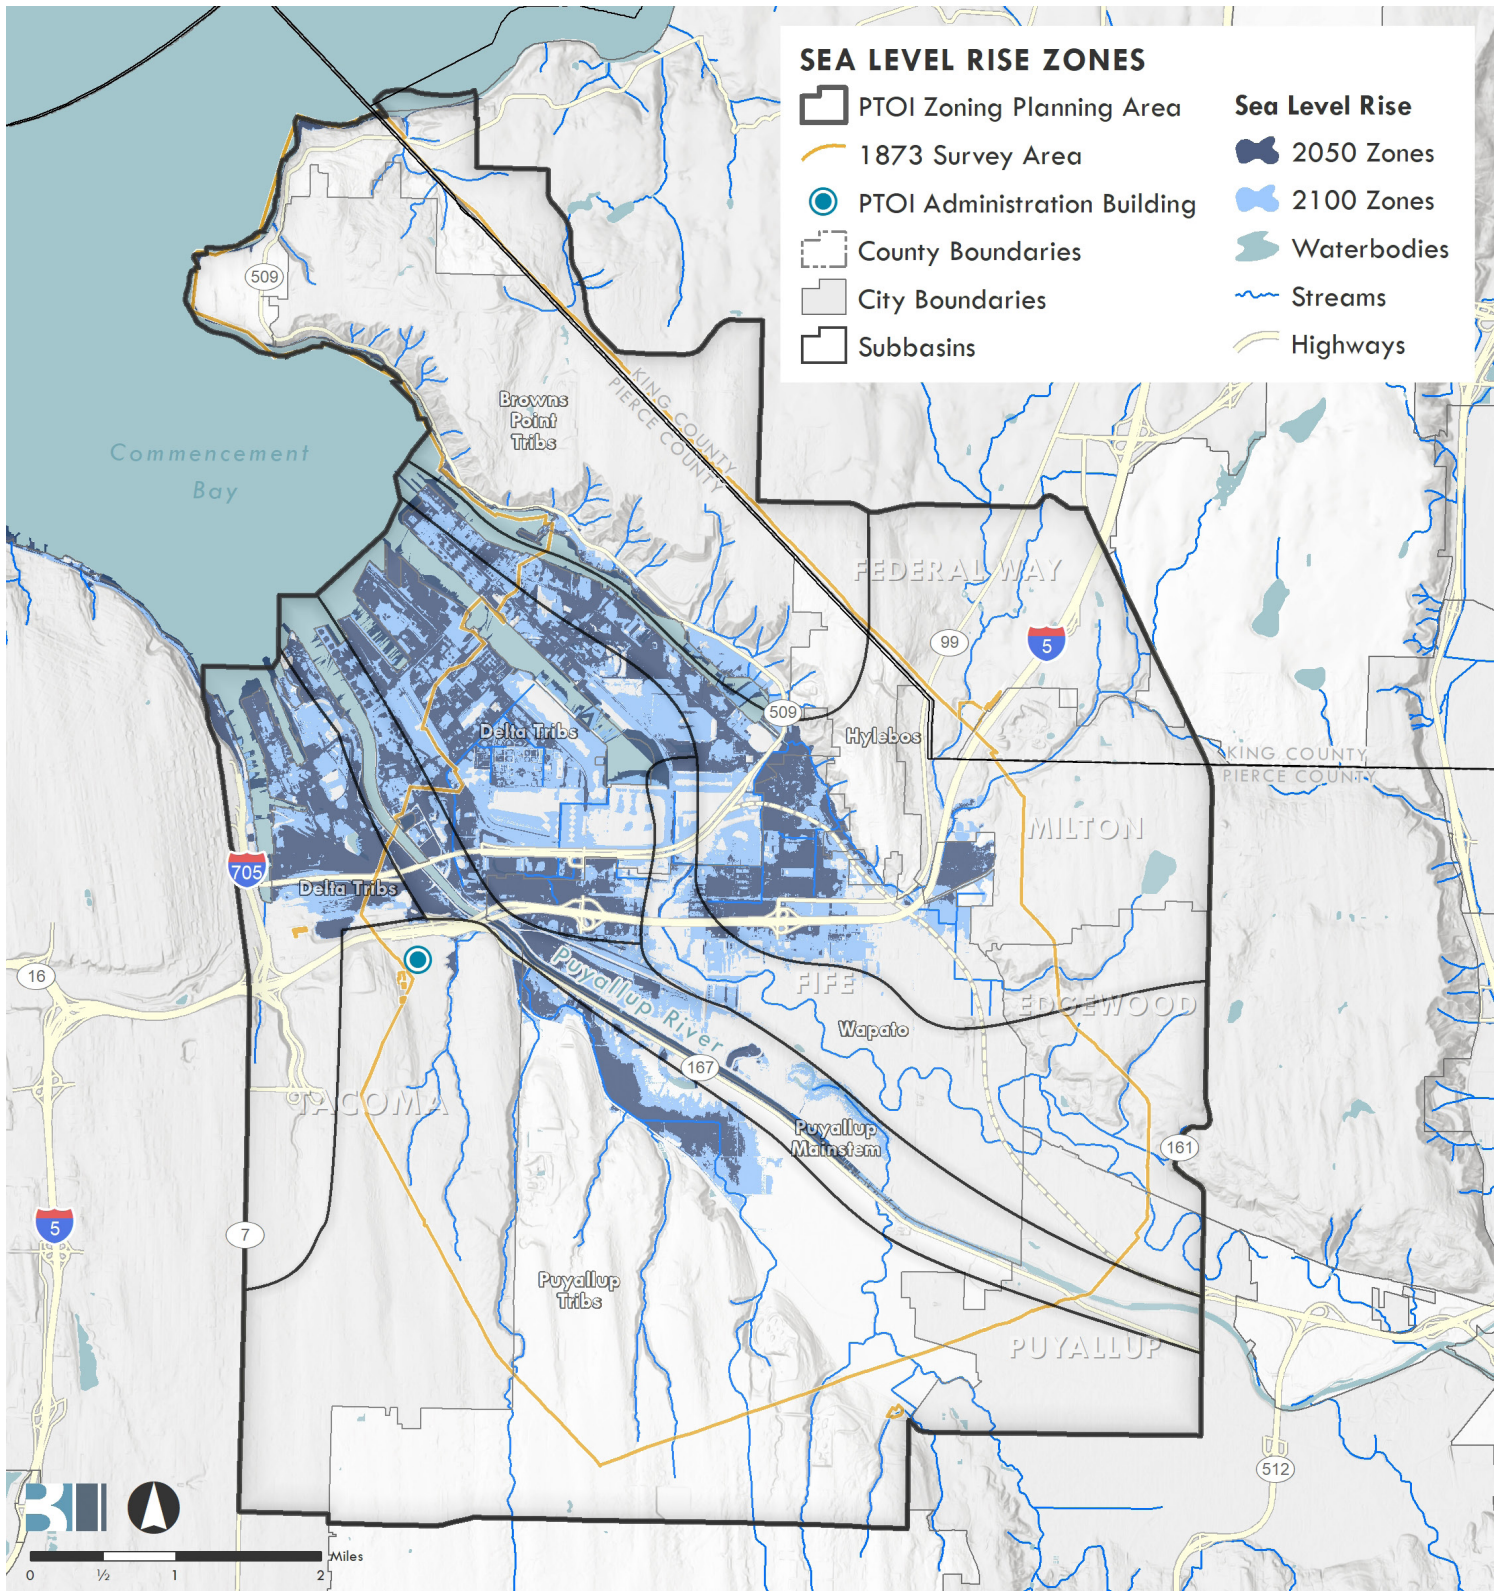 SEA LEVEL RISE ZONES
PTOI Zoning Planning Area
1873 Survey Area
PTOI Administration Building
County Boundaries
City Boundaries
Subbasins
Sea Level Rise
2050 Zones
2100 Zones
Waterbodies
Streams
Highways
509
KING COUNTY
PIERCE COUNTY
Browns
Point
Tribs
Commencement
Bay
FEDERAL WAY
99
5
509
Delta Tribs
Hylebos
KING COUNTY
PIERCE COUNTY
MILTON
705
Delta Tribs
16
Puyallup River
FIFE
EDGEWOOD
Wapato
167
TACOMA
Puyallup
Mainstem
161
5
7
Puyallup
Tribs
PUYALLUP
512
Miles
0
½
1
2